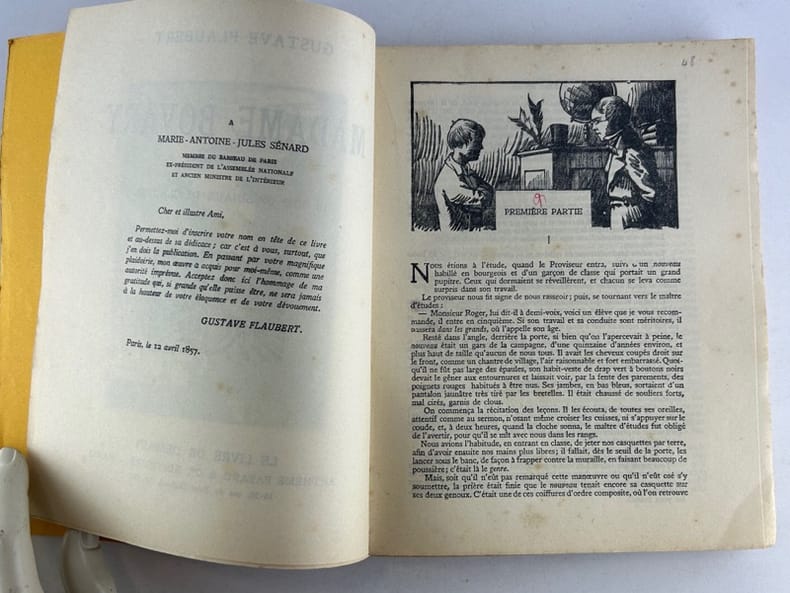 A
MARIE-ANTOINE-JULES SÉNARD
MEMBRE DU BARREAU DE PARIS
EX-PRÉSIDENT DE L'ASSEMBLÉE NATIONALE
ET ANCIEN MINISTRE DE L'INTÉRIEUR
Cher et illustre Ami,
Permettez-moi d'inscrire votre nom en tête de ce livre
et au-dessus de sa dédicace; car c'est à vous, surtout, que
j'en dois la publication. En passant par votre magnifique
plaidoirie, mon œuvre a acquis pour moi-même, comme une
autorité imprévue. Acceptez donc ici l'hommage de ma
gratitude qui, si grande qu'elle puisse être, ne sera jamais
à la hauteur de votre éloquence et de votre dévouement.
GUSTAVE FLAUBERT.
Paris, le 12 avril 1857.
48
PREMIÈRE PARTIE
I
Nous étions à l'étude, quand le Proviseur entra, suivi d'un nouveau
habillé en bourgeois et d'un garçon de classe qui portait un grand
pupitre. Ceux qui dormaient se réveillèrent, et chacun se leva comme
surpris dans son travail.
Le proviseur nous fit signe de nous rasseoir; puis, se tournant vers le maître
d'études :
— Monsieur Roger, lui dit-il à demi-voix, voici un élève que je vous recom-
mande, il entre en cinquième. Si son travail et sa conduite sont méritoires, il
passera dans les grands, où l'appelle son âge.
Resté dans l'angle, derrière la porte, si bien qu'on l'apercevait à peine, le
nouveau était un gars de la campagne, d'une quinzaine d'années environ, et
plus haut de taille qu'aucun de nous tous. Il avait les cheveux coupés droit sur
le front, comme un chantre de village, l'air raisonnable et fort embarrassé. Quoi-
qu'il ne fût pas large des épaules, son habit-veste de drap vert à boutons noirs
devait le gêner aux entournures et laissait voir, par la fente des parements, des
poignets rouges habitués à être nus. Ses jambes, en bas bleus, sortaient d'un
pantalon jaunâtre très tiré par les bretelles. Il était chaussé de souliers forts,
mal cirés, garnis de clous.
On commença la récitation des leçons. Il les écouta, de toutes ses oreilles,
attentif comme au sermon, n'osant même croiser les cuisses, ni s'appuyer sur le
coude, et, à deux heures, quand la cloche sonna, le maître d'études fut obligé
de l'avertir, pour qu'il se mît avec nous dans les rangs.
Nous avions l'habitude, en entrant en classe, de jeter nos casquettes par terre,
afin d'avoir ensuite nos mains plus libres; il fallait, dès le seuil de la porte, les
lancer sous le banc, de façon à frapper contre la muraille, en faisant beaucoup de
poussière; c'était là le genre.
Mais, soit qu'il n'eût pas remarqué cette manœuvre ou qu'il n'eût osé s'y
soumettre, la prière était finie que le nouveau tenait encore sa casquette sur
ses deux genoux. C'était une de ces coiffures d'ordre composite, où l'on retrouve